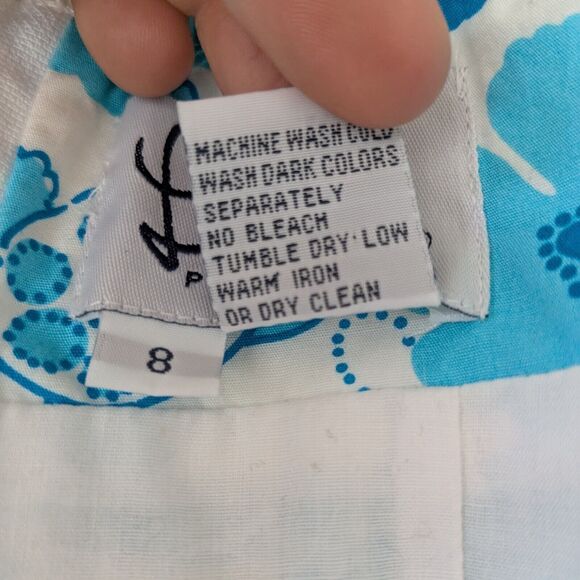 MACHINE WASH COLD
WASH DARK COLORS
SEPARATELY
NO BLEACH
TUMBLE DRY LOW
WARM IRON
OR DRY CLEAN
8